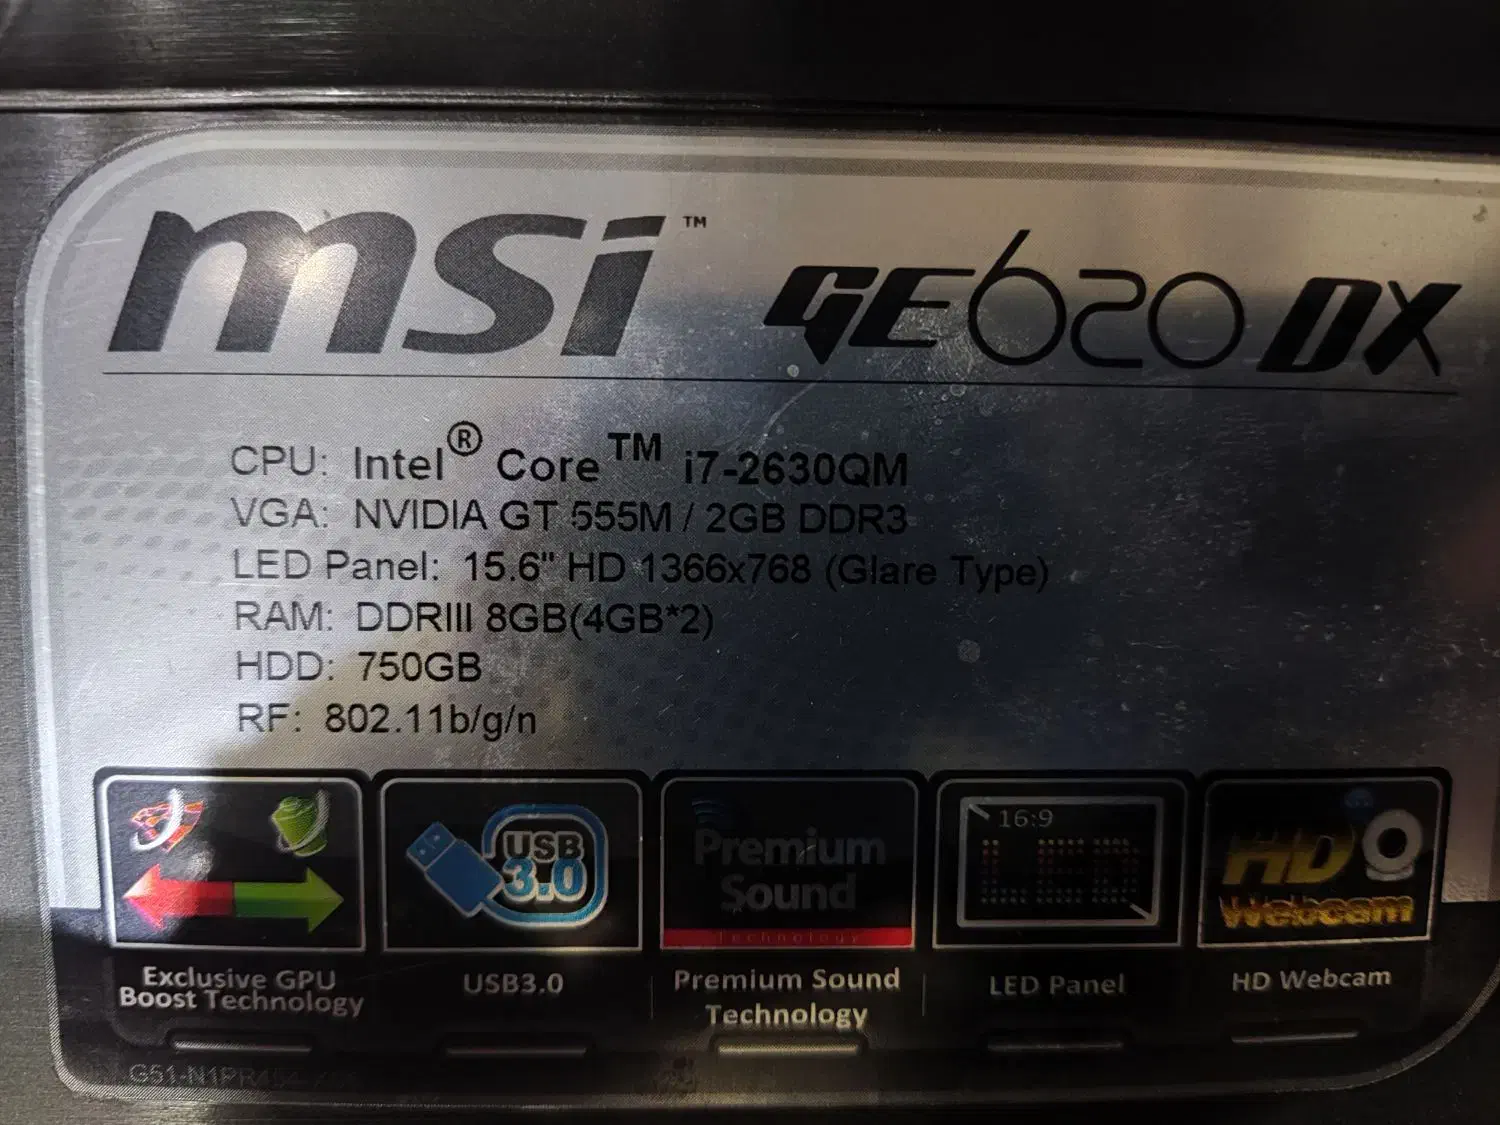 msi™
GE620 DX
CPU: Intel® Core™ i7-2630QM
VGA: NVIDIA GT 555M / 2GB DDR3
LED Panel: 15.6" HD 1366x768 (Glare Type)
RAM: DDRIII 8GB(4GB*2)
HDD: 750GB
RF: 802.11b/g/n
USB
3.0
Premium
Sound
Technology
16:9
LED
HD
Webcam
Exclusive GPU
Boost Technology
USB3.0
Premium Sound
Technology
LED Panel
HD Webcam